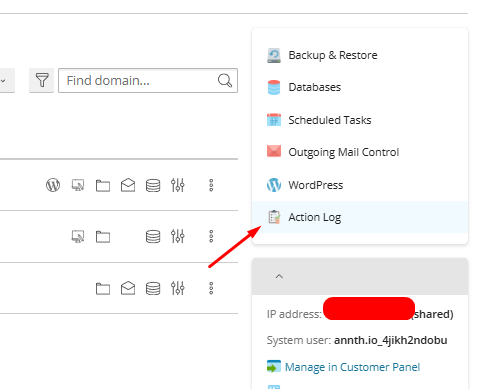 Find domain...
Backup & Restore
Databases
Scheduled Tasks
Outgoing Mail Control
WordPress
Action Log
IP address: (shared)
System user: annth.io_4jikh2ndobu
Manage in Customer Panel